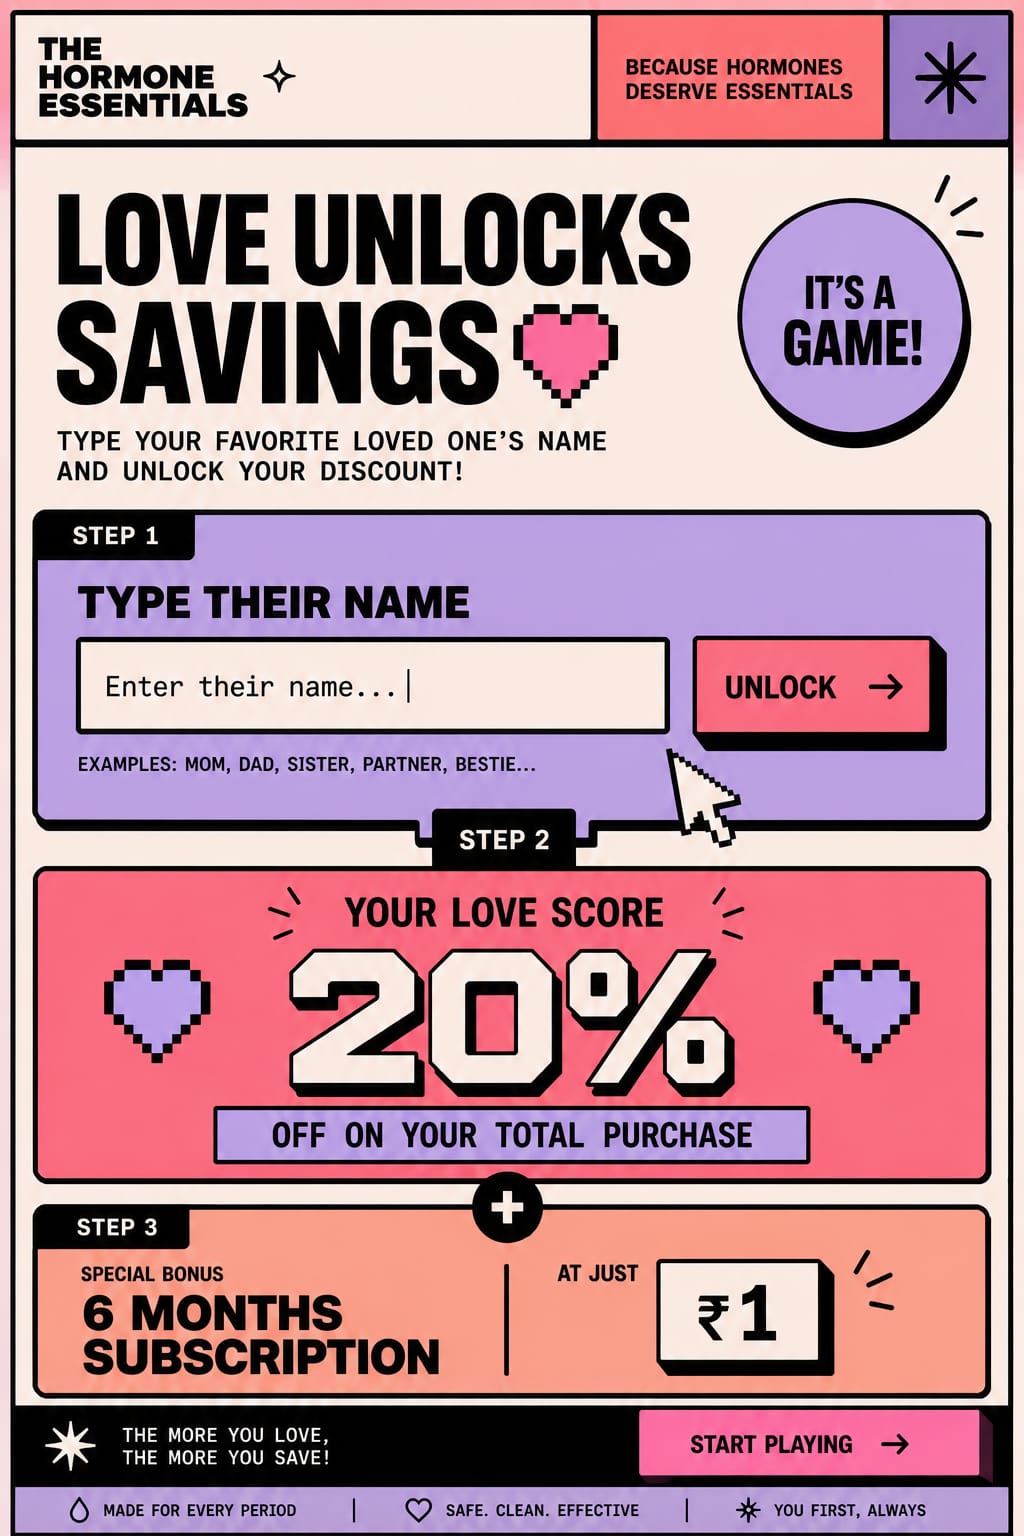 THE
HORMONE
ESSENTIALS
BECAUSE HORMONES
DESERVE ESSENTIALS
LOVE UNLOCKS
SAVINGS
IT'S A
GAME!
TYPE YOUR FAVORITE LOVED ONE'S NAME
AND UNLOCK YOUR DISCOUNT!
STEP 1
TYPE THEIR NAME
Enter their name...
UNLOCK →
EXAMPLES: MOM, DAD, SISTER, PARTNER, BESTIE...
STEP 2
YOUR LOVE SCORE
20%
OFF ON YOUR TOTAL PURCHASE
+
STEP 3
SPECIAL BONUS
6 MONTHS
SUBSCRIPTION
AT JUST
₹1
THE MORE YOU LOVE,
THE MORE YOU SAVE!
START PLAYING →
MADE FOR EVERY PERIOD | SAFE. CLEAN. EFFECTIVE | YOU FIRST, ALWAYS